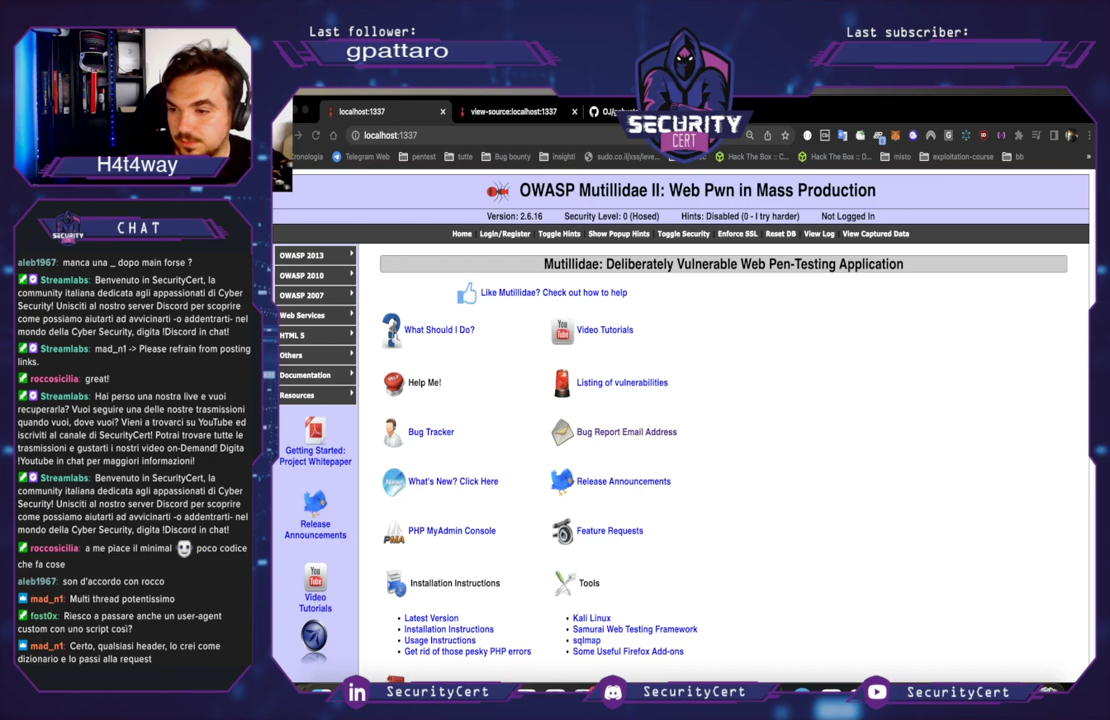 Last follower:
gpattaro
Last subscriber:
H4t4way
SECURITY
CERT
localhost:1337
view-source:localhost:1337
localhost:1337
Telegram Web
pentest
tutte
Bug bounty
insighti
sudo.co.il/xss/leve...
Hack The Box :: C...
Hack The Box :: D...
misto
exploitation-course
bb
SECURITY
CHAT
aleb1967: manca una _ dopo main forse ?
Streamlabs: Benvenuto in SecurityCert, la
community italiana dedicata agli appassionati di Cyber
Security! Unisciti al nostro server Discord per scoprire
come possiamo aiutarti ad avvicinarti -o addentrarti- nel
mondo della Cyber Security, digita !Discord in chat!
Streamlabs: mad_n1 -> Please refrain from posting
links.
roccosicilia: great!
Streamlabs: Hai perso una nostra live e vuoi
recuperarla? Vuoi seguire una delle nostre trasmissioni
quando vuoi, dove vuoi? Vieni a trovarci su YouTube ed
iscriviti al canale di SecurityCert! Potrai trovare tutte le
trasmissioni e gustarti i nostri video on-Demand! Digita
!Youtube in chat per maggiori informazioni!
Streamlabs: Benvenuto in SecurityCert, la
community italiana dedicata agli appassionati di Cyber
Security! Unisciti al nostro server Discord per scoprire
come possiamo aiutarti ad avvicinarti -o addentrarti- nel
mondo della Cyber Security, digita !Discord in chat!
roccosicilia: a me piace il minimal poco codice
che fa cose
aleb1967: son d'accordo con rocco
mad_n1: Multi thread potentissimo
fost0x: Riesco a passare anche un user-agent
custom con uno script così?
mad_n1: Certo, qualsiasi header, lo crei come
dizionario e lo passi alla request
OWASP Mutillidae II: Web Pwn in Mass Production
Version: 2.6.16
Security Level: 0 (Hosed)
Hints: Disabled (0 - I try harder)
Not Logged In
Home
Login/Register
Toggle Hints
Show Popup Hints
Toggle Security
Enforce SSL
Reset DB
View Log
View Captured Data
OWASP 2013
OWASP 2010
OWASP 2007
Web Services
HTML 5
Others
Documentation
Resources
Getting Started:
Project Whitepaper
Release
Announcements
You
Tube
Video
Tutorials
Mutillidae: Deliberately Vulnerable Web Pen-Testing Application
Like Mutillidae? Check out how to help
What Should I Do?
You
Tube
Video Tutorials
Help Me!
Listing of vulnerabilities
Bug Tracker
Bug Report Email Address
What's New? Click Here
Release Announcements
PMA
PHP MyAdmin Console
Feature Requests
Installation Instructions
Tools
• Latest Version
• Installation Instructions
• Usage Instructions
• Get rid of those pesky PHP errors
• Kali Linux
• Samurai Web Testing Framework
• sqlmap
• Some Useful Firefox Add-ons
in
SecurityCert
SecurityCert
SecurityCert